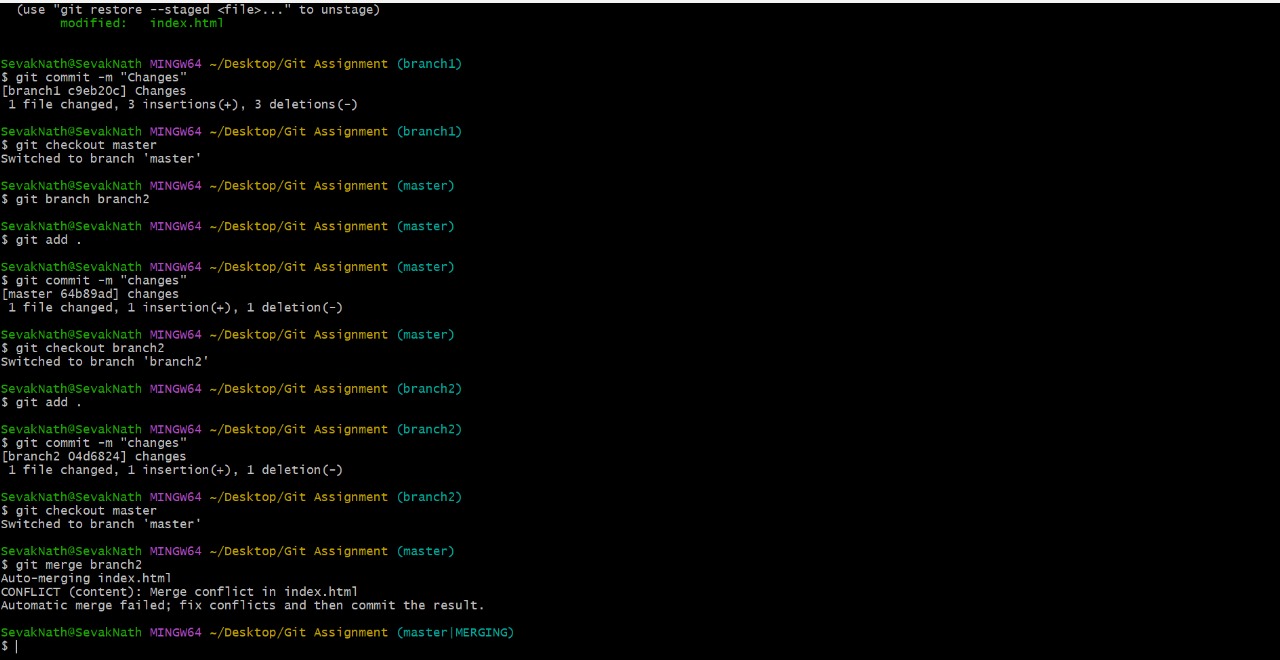 (use "git restore --staged <file>..." to unstage)
modified:   index.html
SevakNath@SevakNath MINGW64 ~/Desktop/Git Assignment (branch1)
$ git commit -m "Changes"
[branch1 c9eb20c] Changes
1 file changed, 3 insertions(+), 3 deletions(-)
SevakNath@SevakNath MINGW64 ~/Desktop/Git Assignment (branch1)
$ git checkout master
Switched to branch 'master'
SevakNath@SevakNath MINGW64 ~/Desktop/Git Assignment (master)
$ git branch branch2
SevakNath@SevakNath MINGW64 ~/Desktop/Git Assignment (master)
$ git add .
SevakNath@SevakNath MINGW64 ~/Desktop/Git Assignment (master)
$ git commit -m "changes"
[master 64b89ad] changes
1 file changed, 1 insertion(+), 1 deletion(-)
SevakNath@SevakNath MINGW64 ~/Desktop/Git Assignment (master)
$ git checkout branch2
Switched to branch 'branch2'
SevakNath@SevakNath MINGW64 ~/Desktop/Git Assignment (branch2)
$ git add .
SevakNath@SevakNath MINGW64 ~/Desktop/Git Assignment (branch2)
$ git commit -m "changes"
[branch2 04d6824] changes
1 file changed, 1 insertion(+), 1 deletion(-)
SevakNath@SevakNath MINGW64 ~/Desktop/Git Assignment (branch2)
$ git checkout master
Switched to branch 'master'
SevakNath@SevakNath MINGW64 ~/Desktop/Git Assignment (master)
$ git merge branch2
Auto-merging index.html
CONFLICT (content): Merge conflict in index.html
Automatic merge failed; fix conflicts and then commit the result.
SevakNath@SevakNath MINGW64 ~/Desktop/Git Assignment (master|MERGING)
$